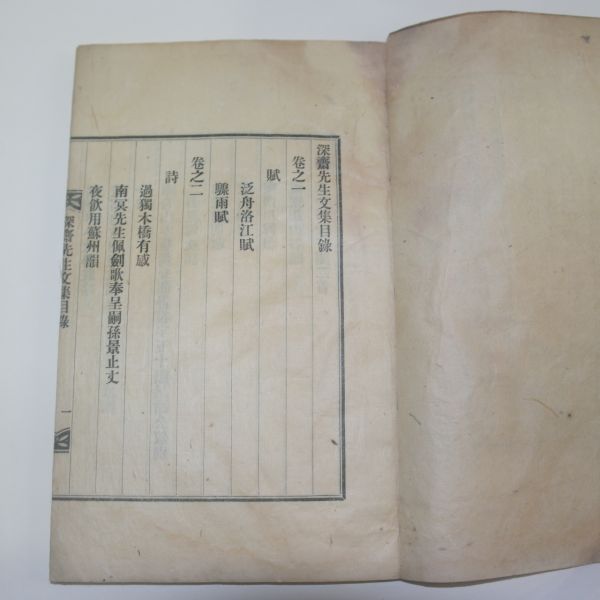 深齋先生文集目錄
卷之一
賦
泛舟洛江賦
驟雨賦
卷之二
詩
過獨木橋有感
南冥先生佩劍歌奉呈嗣孫景止丈
夜飮用蘇州韻
深齋先生文集目錄
一